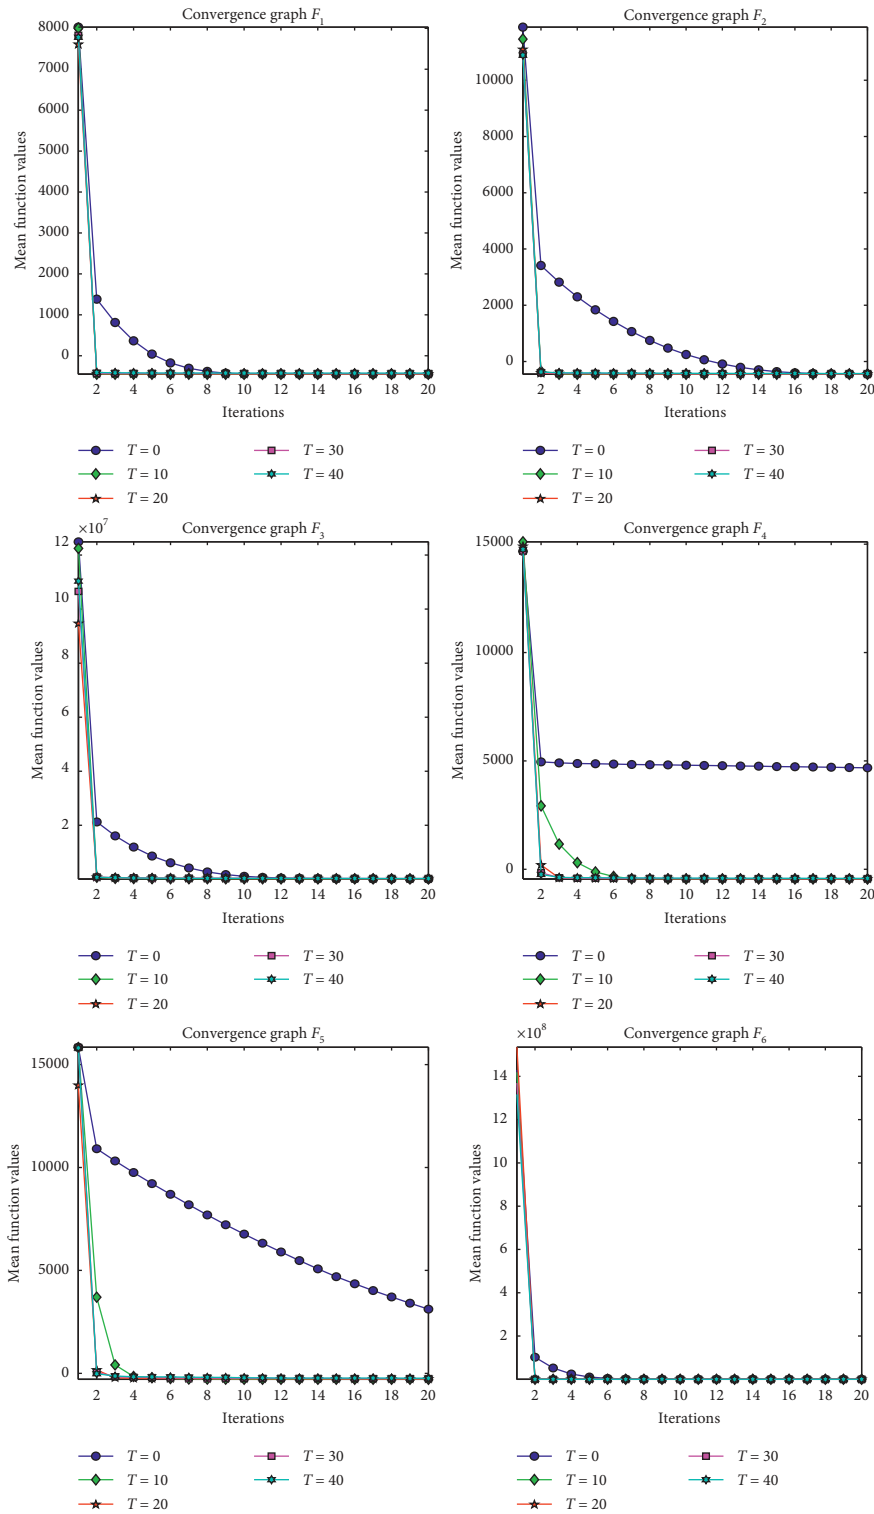 Convergence graph F1
8000
7000
6000
5000
4000
3000
2000
1000
0
Mean function values
2 4 6 8 10 12 14 16 18 20
Iterations
T = 0
T = 10
T = 20
T = 30
T = 40
Convergence graph F2
10000
8000
6000
4000
2000
0
Mean function values
2 4 6 8 10 12 14 16 18 20
Iterations
T = 0
T = 10
T = 20
T = 30
T = 40
×10^7
Convergence graph F3
12
10
8
6
4
2
Mean function values
2 4 6 8 10 12 14 16 18 20
Iterations
T = 0
T = 10
T = 20
T = 30
T = 40
Convergence graph F4
15000
10000
5000
0
Mean function values
2 4 6 8 10 12 14 16 18 20
Iterations
T = 0
T = 10
T = 20
T = 30
T = 40
Convergence graph F5
15000
10000
5000
0
Mean function values
2 4 6 8 10 12 14 16 18 20
Iterations
T = 0
T = 10
T = 20
T = 30
T = 40
×10^8
Convergence graph F6
14
12
10
8
6
4
2
Mean function values
2 4 6 8 10 12 14 16 18 20
Iterations
T = 0
T = 10
T = 20
T = 30
T = 40